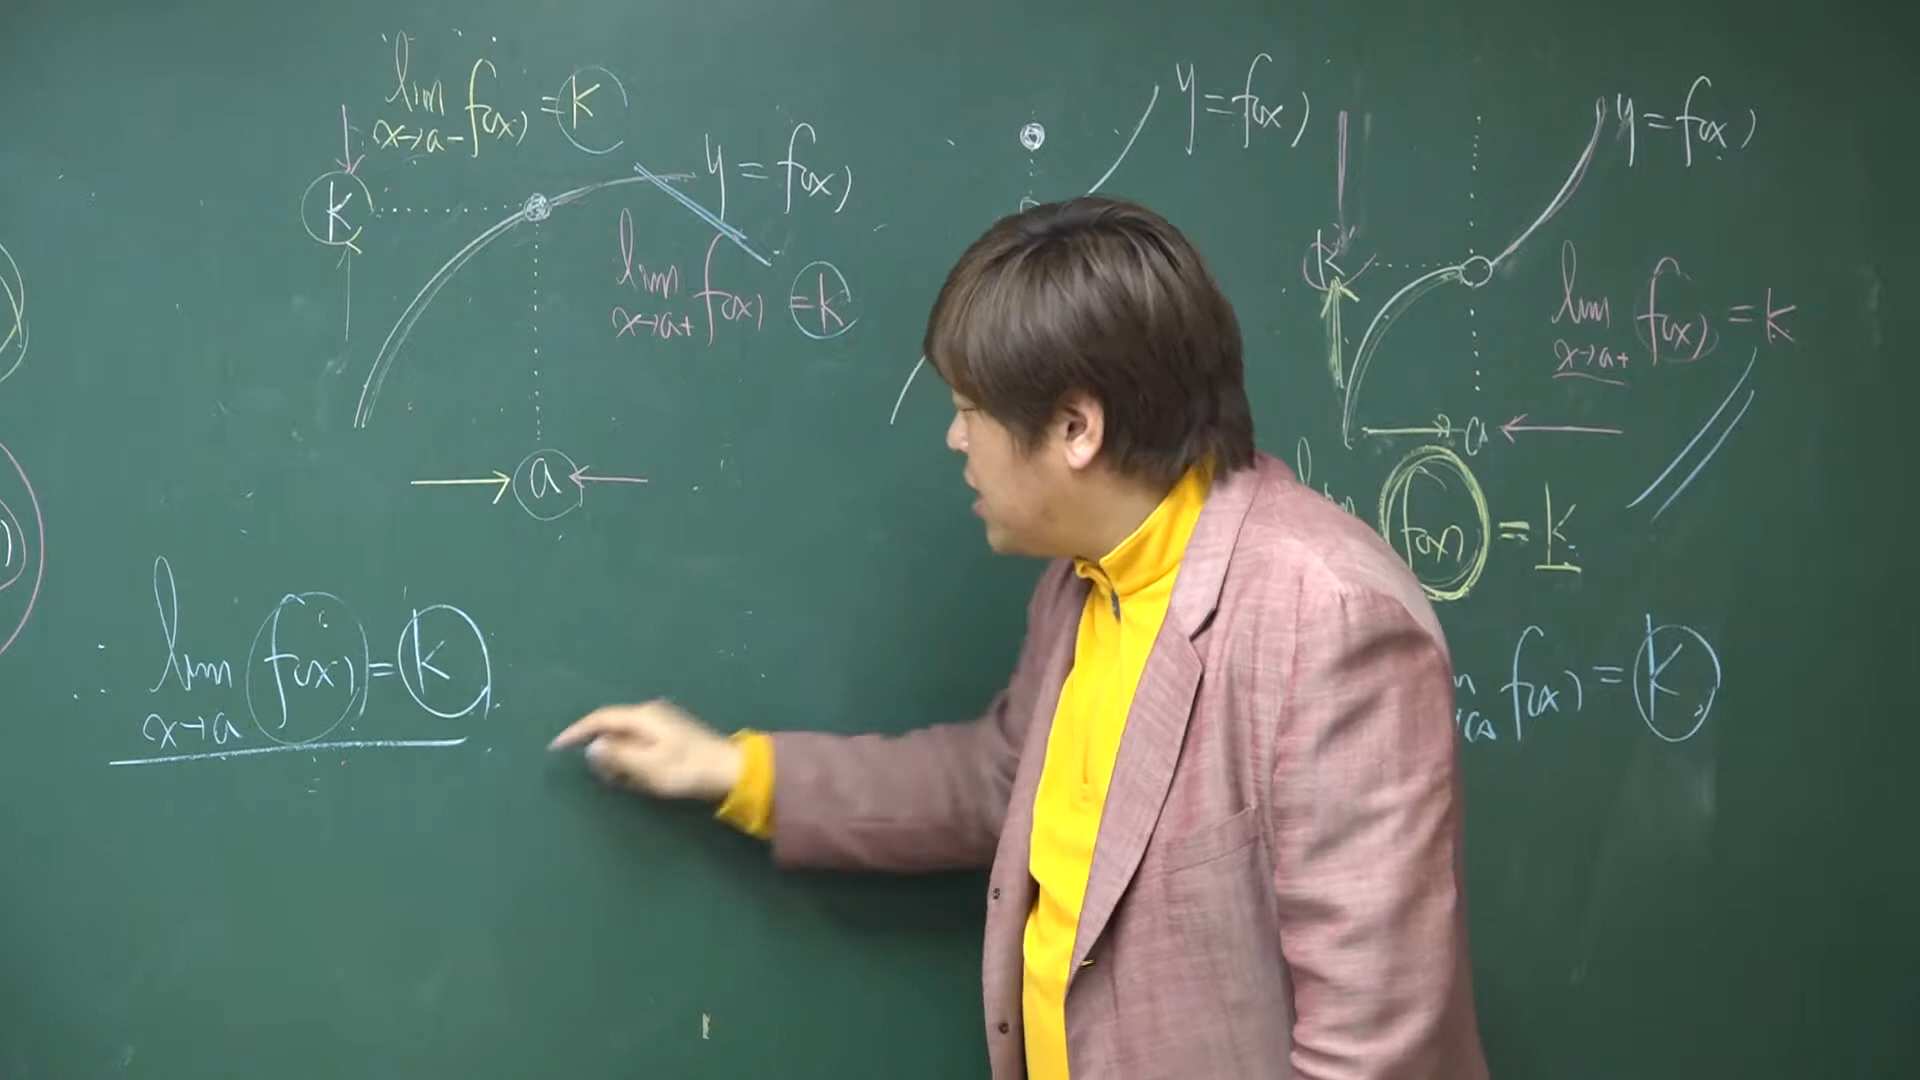 lim f(x) = k
x→a-
k
y = f(x)
lim f(x) = k
x→a+
a
∴ lim f(x) = k
x→a
y = f(x)
y = f(x)
k
lim f(x) = k
x→a+
a
f(x) = k
f(x) = k